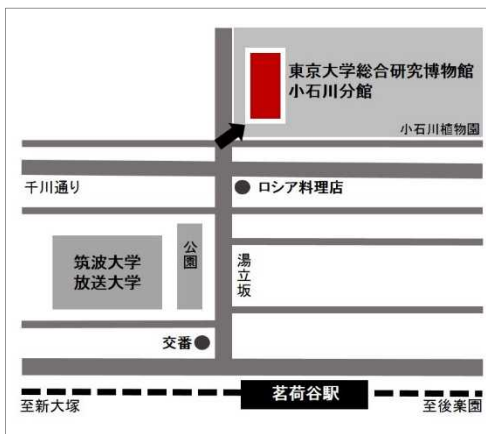 東京大学総合研究博物館
小石川分館
小石川植物園
千川通り
ロシア料理店
筑波大学
放送大学
公園
湯立坂
交番
茗荷谷駅
至新大塚
至後楽園